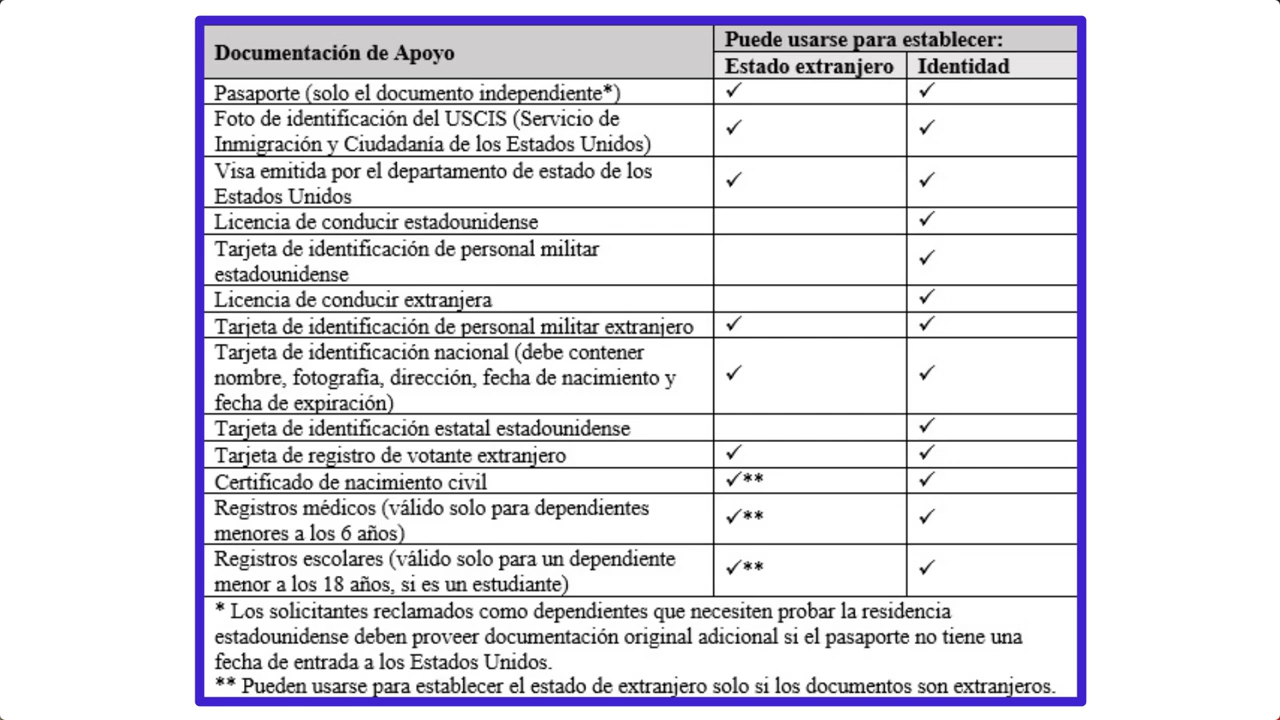 Documentación de Apoyo
Puede usarse para establecer:
Estado extranjero Identidad
Pasaporte (solo el documento independiente*) ✓ ✓
Foto de identificación del USCIS (Servicio de
Inmigración y Ciudadanía de los Estados Unidos) ✓ ✓
Visa emitida por el departamento de estado de los
Estados Unidos ✓ ✓
Licencia de conducir estadounidense ✓
Tarjeta de identificación de personal militar
estadounidense ✓
Licencia de conducir extranjera ✓
Tarjeta de identificación de personal militar extranjero ✓ ✓
Tarjeta de identificación nacional (debe contener
nombre, fotografía, dirección, fecha de nacimiento y
fecha de expiración) ✓ ✓
Tarjeta de identificación estatal estadounidense ✓
Tarjeta de registro de votante extranjero ✓ ✓
Certificado de nacimiento civil ✓** ✓
Registros médicos (válido solo para dependientes
menores a los 6 años) ✓** ✓
Registros escolares (válido solo para un dependiente
menor a los 18 años, si es un estudiante) ✓** ✓
* Los solicitantes reclamados como dependientes que necesiten probar la residencia
estadounidense deben proveer documentación original adicional si el pasaporte no tiene una
fecha de entrada a los Estados Unidos.
** Pueden usarse para establecer el estado de extranjero solo si los documentos son extranjeros.